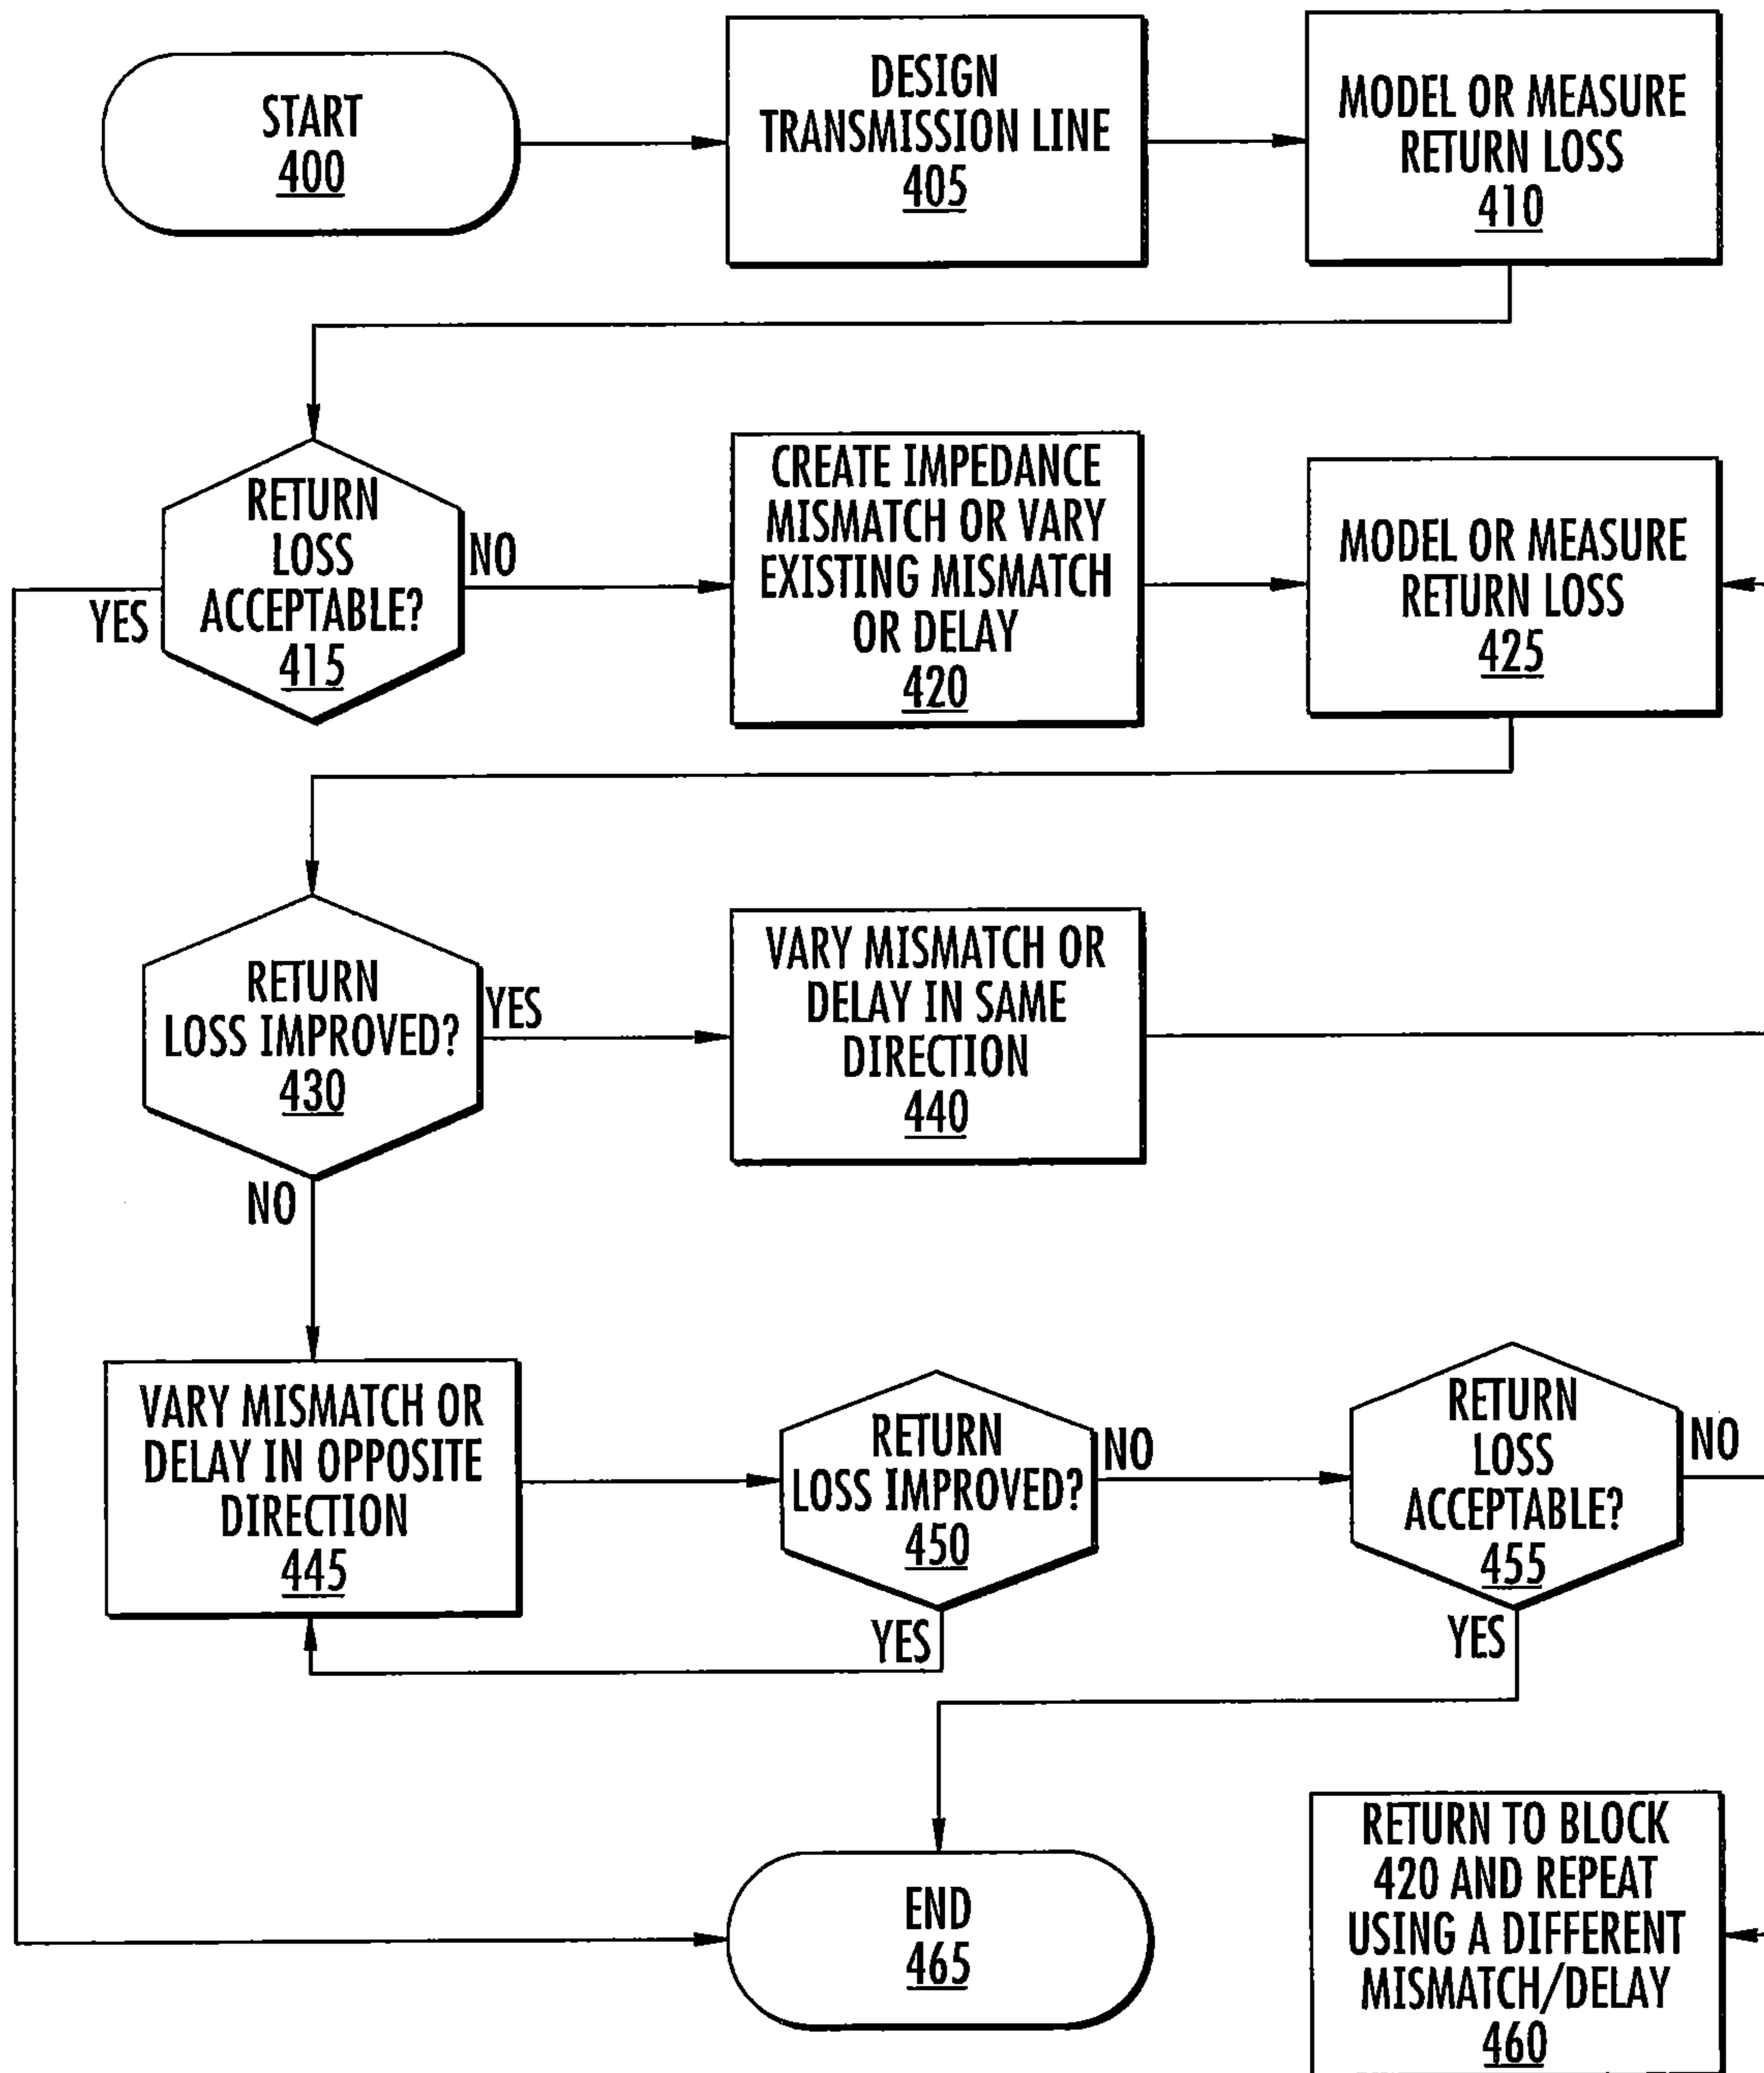 START
400
DESIGN
TRANSMISSION LINE
405
MODEL OR MEASURE
RETURN LOSS
410
RETURN
LOSS
ACCEPTABLE?
415
YES
NO
CREATE IMPEDANCE
MISMATCH OR VARY
EXISTING MISMATCH
OR DELAY
420
MODEL OR MEASURE
RETURN LOSS
425
RETURN
LOSS IMPROVED?
430
YES
NO
VARY MISMATCH OR
DELAY IN SAME
DIRECTION
440
VARY MISMATCH OR
DELAY IN OPPOSITE
DIRECTION
445
RETURN
LOSS IMPROVED?
450
NO
YES
RETURN
LOSS
ACCEPTABLE?
455
NO
YES
END
465
RETURN TO BLOCK
420 AND REPEAT
USING A DIFFERENT
MISMATCH/DELAY
460